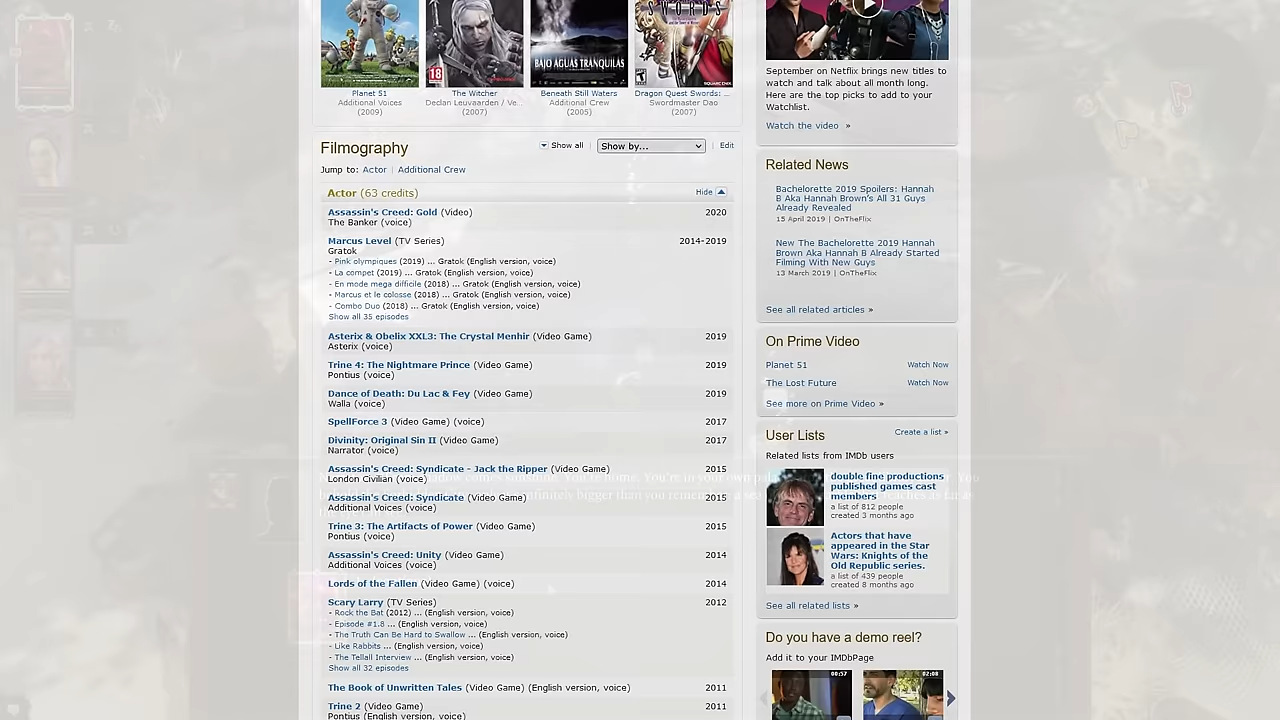 SWORDS
BAJO AGUAS TRANQUILAS
18
SQUARE ENIX
Planet 51
The Witcher
Beneath Still Waters
Dragon Quest Swords: ...
Additional Voices
Declan Leuvaarden / Ve...
Additional Crew
Swordmaster Dao
(2009)
(2007)
(2005)
(2007)
Filmography
Show all
Show by...
Edit
Jump to: Actor | Additional Crew
Actor (63 credits)
Hide
Assassin's Creed: Gold (Video) 2020
The Banker (voice)
Marcus Level (TV Series) 2014-2019
Gratok
- Pink olympiques (2019) ... Gratok (English version, voice)
- La compet (2019) ... Gratok (English version, voice)
- En mode mega difficile (2018) ... Gratok (English version, voice)
- Marcus et le colosse (2018) ... Gratok (English version, voice)
- Combo Duo (2018) ... Gratok (English version, voice)
Show all 35 episodes
Asterix & Obelix XXL3: The Crystal Menhir (Video Game) 2019
Asterix (voice)
Trine 4: The Nightmare Prince (Video Game) 2019
Pontius (voice)
Dance of Death: Du Lac & Fey (Video Game) 2019
Walla (voice)
SpellForce 3 (Video Game) (voice) 2017
Divinity: Original Sin II (Video Game) 2017
Narrator (voice)
Assassin's Creed: Syndicate - Jack the Ripper (Video Game) 2015
London Civilian (voice)
Assassin's Creed: Syndicate (Video Game) 2015
Additional Voices (voice)
Trine 3: The Artifacts of Power (Video Game) 2015
Pontius (voice)
Assassin's Creed: Unity (Video Game) 2014
Additional Voices (voice)
Lords of the Fallen (Video Game) (voice) 2014
Scary Larry (TV Series) 2012
- Rock the Bat (2012) ... (English version, voice)
- Episode #1.8 ... (English version, voice)
- The Truth Can Be Hard to Swallow ... (English version, voice)
- Like Rabbits ... (English version, voice)
- The Tellall Interview ... (English version, voice)
Show all 32 episodes
The Book of Unwritten Tales (Video Game) (English version, voice) 2011
Trine 2 (Video Game) 2011
Pontius (English version, voice)
September on Netflix brings new titles to
watch and talk about all month long.
Here are the top picks to add to your
Watchlist.
Watch the video »
Related News
Bachelorette 2019 Spoilers: Hannah
B Aka Hannah Brown's All 31 Guys
Already Revealed
15 April 2019 | OnTheFlix
New The Bachelorette 2019 Hannah
Brown Aka Hannah B Already Started
Filming With New Guys
13 March 2019 | OnTheFlix
See all related articles »
On Prime Video
Planet 51 Watch Now
The Lost Future Watch Now
See more on Prime Video »
User Lists
Create a list »
Related lists from IMDb users
double fine productions
published games cast
members
a list of 812 people
created 3 months ago
Actors that have
appeared in the Star
Wars: Knights of the
Old Republic series.
a list of 439 people
created 8 months ago
See all related lists »
Do you have a demo reel?
Add it to your IMDbPage
00:57
02:08